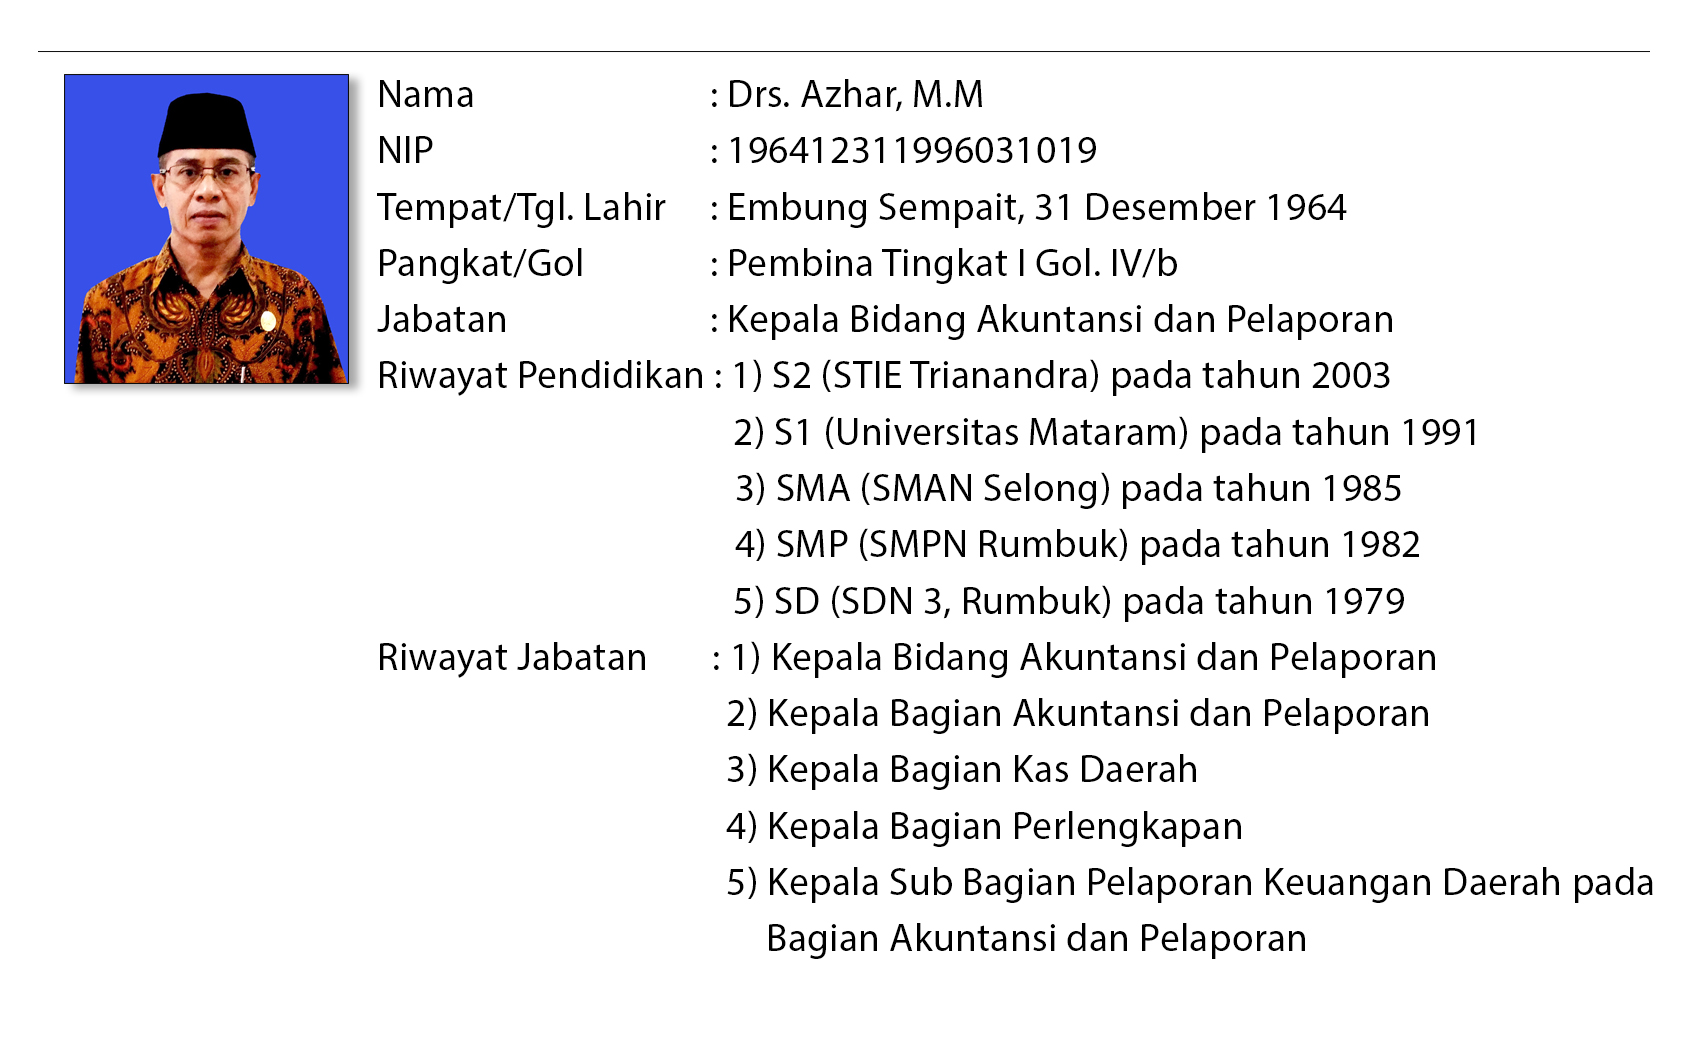 Nama : Drs. Azhar, M.M
NIP : 196412311996031019
Tempat/Tgl. Lahir : Embung Sempait, 31 Desember 1964
Pangkat/Gol : Pembina Tingkat I Gol. IV/b
Jabatan : Kepala Bidang Akuntansi dan Pelaporan
Riwayat Pendidikan : 1) S2 (STIE Trianandra) pada tahun 2003
2) S1 (Universitas Mataram) pada tahun 1991
3) SMA (SMAN Selong) pada tahun 1985
4) SMP (SMPN Rumbuk) pada tahun 1982
5) SD (SDN 3, Rumbuk) pada tahun 1979
Riwayat Jabatan : 1) Kepala Bidang Akuntansi dan Pelaporan
2) Kepala Bagian Akuntansi dan Pelaporan
3) Kepala Bagian Kas Daerah
4) Kepala Bagian Perlengkapan
5) Kepala Sub Bagian Pelaporan Keuangan Daerah pada
Bagian Akuntansi dan Pelaporan